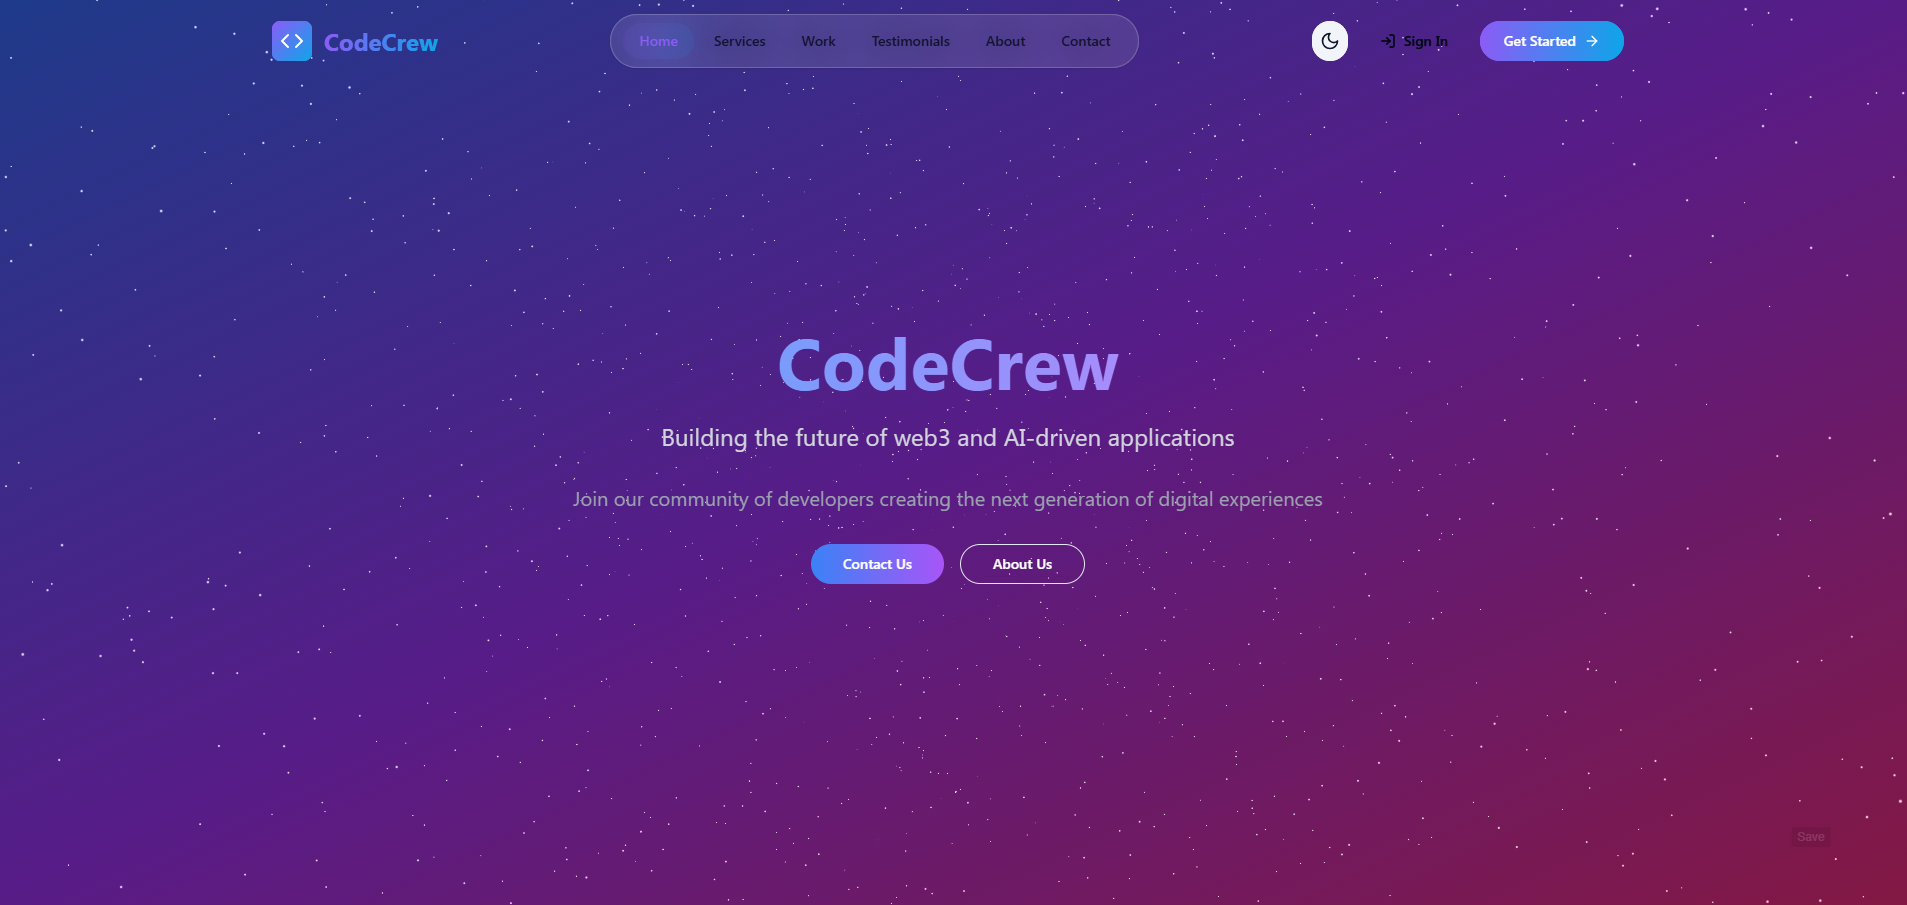 CodeCrew
Home Services Work Testimonials About Contact
Sign In
Get Started
CodeCrew
Building the future of web3 and AI-driven applications
Join our community of developers creating the next generation of digital experiences
Contact Us
About Us
Save